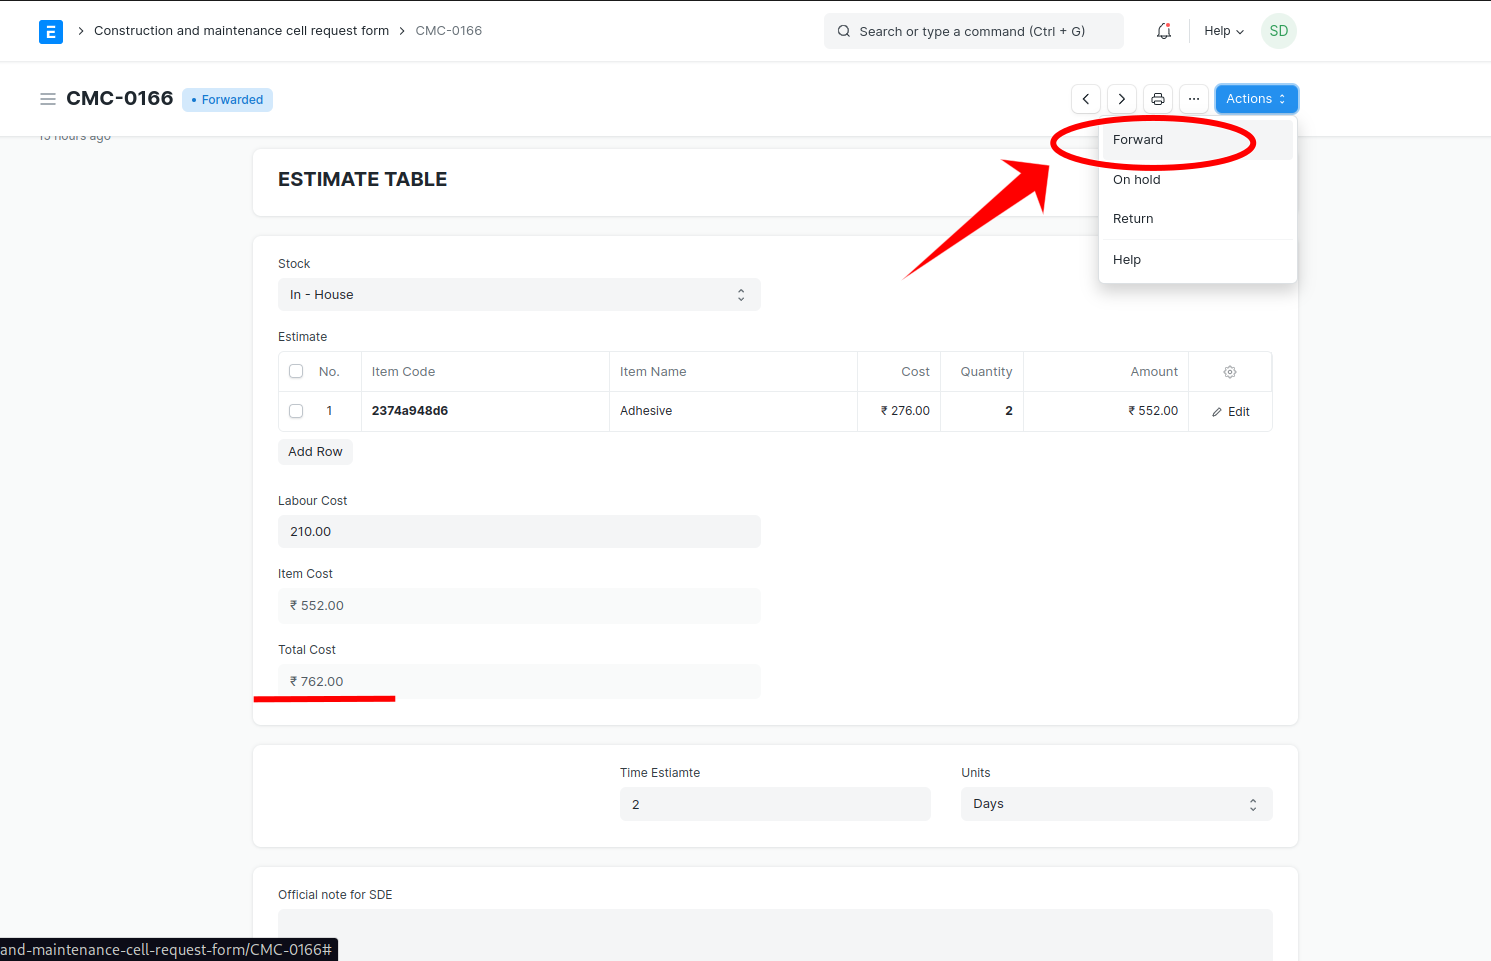 E > Construction and maintenance cell request form > CMC-0166
Search or type a command (Ctrl + G)
Help
SD
CMC-0166
• Forwarded
Actions
15 hours ago
Forward
On hold
Return
Help
ESTIMATE TABLE
Stock
In - House
Estimate
No. Item Code Item Name Cost Quantity Amount
1 2374a948d6 Adhesive ₹ 276.00 2 ₹ 552.00 Edit
Add Row
Labour Cost
210.00
Item Cost
₹ 552.00
Total Cost
₹ 762.00
Time Estiamte Units
2 Days
Official note for SDE
and-maintenance-cell-request-form/CMC-0166#